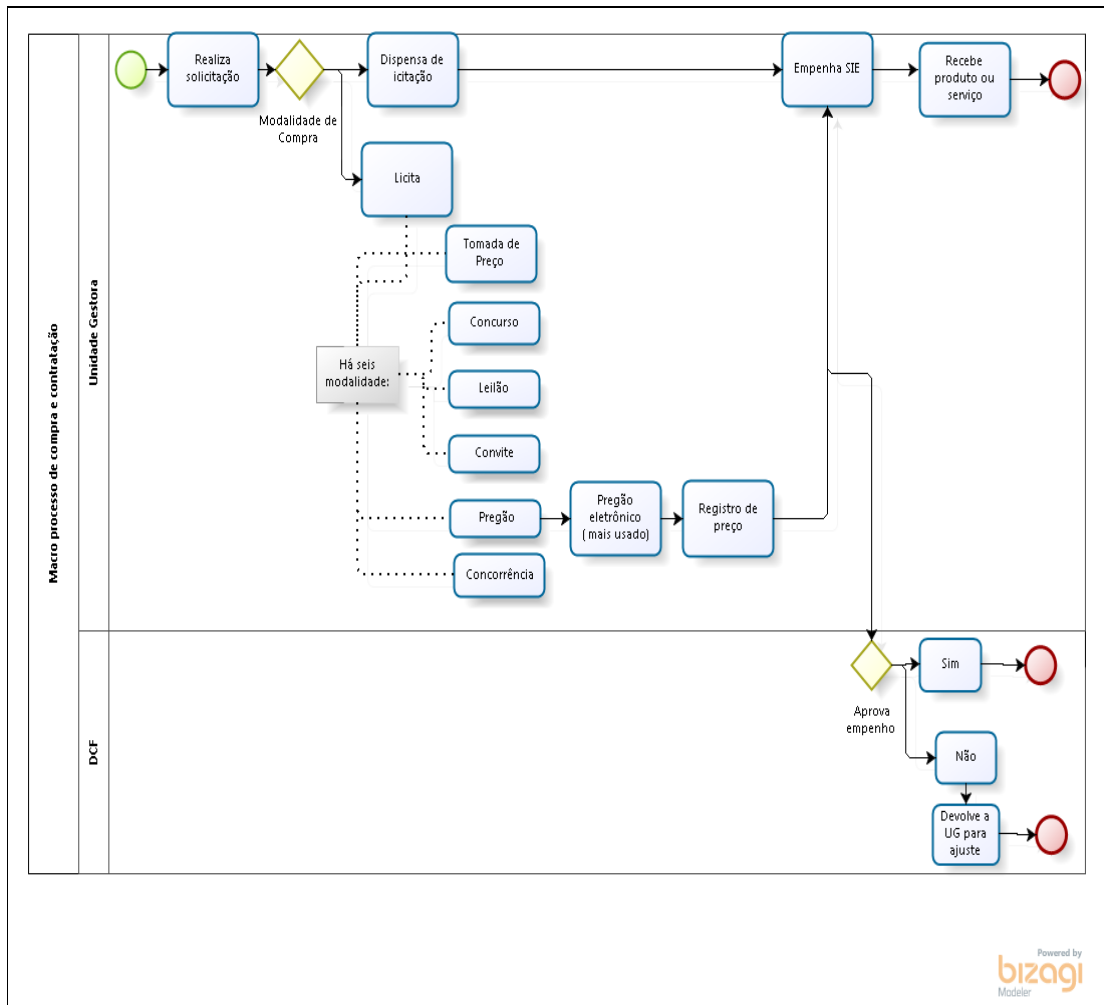 Macro processo de compra e contratação
Unidade Gestora
Realiza
solicitação
Modalidade de
Compra
Dispensa de
icitação
Empenha SIE
Recebe
produto ou
serviço
Licita
Tomada de
Preço
Concurso
Há seis
modalidade:
Leilão
Convite
Pregão
Pregão
eletrônico
( mais usado)
Registro de
preço
Concorrência
DCF
Aprova
empenho
Sim
Não
Devolve a
UG para
ajuste
Powered by
bizagi
Modeler